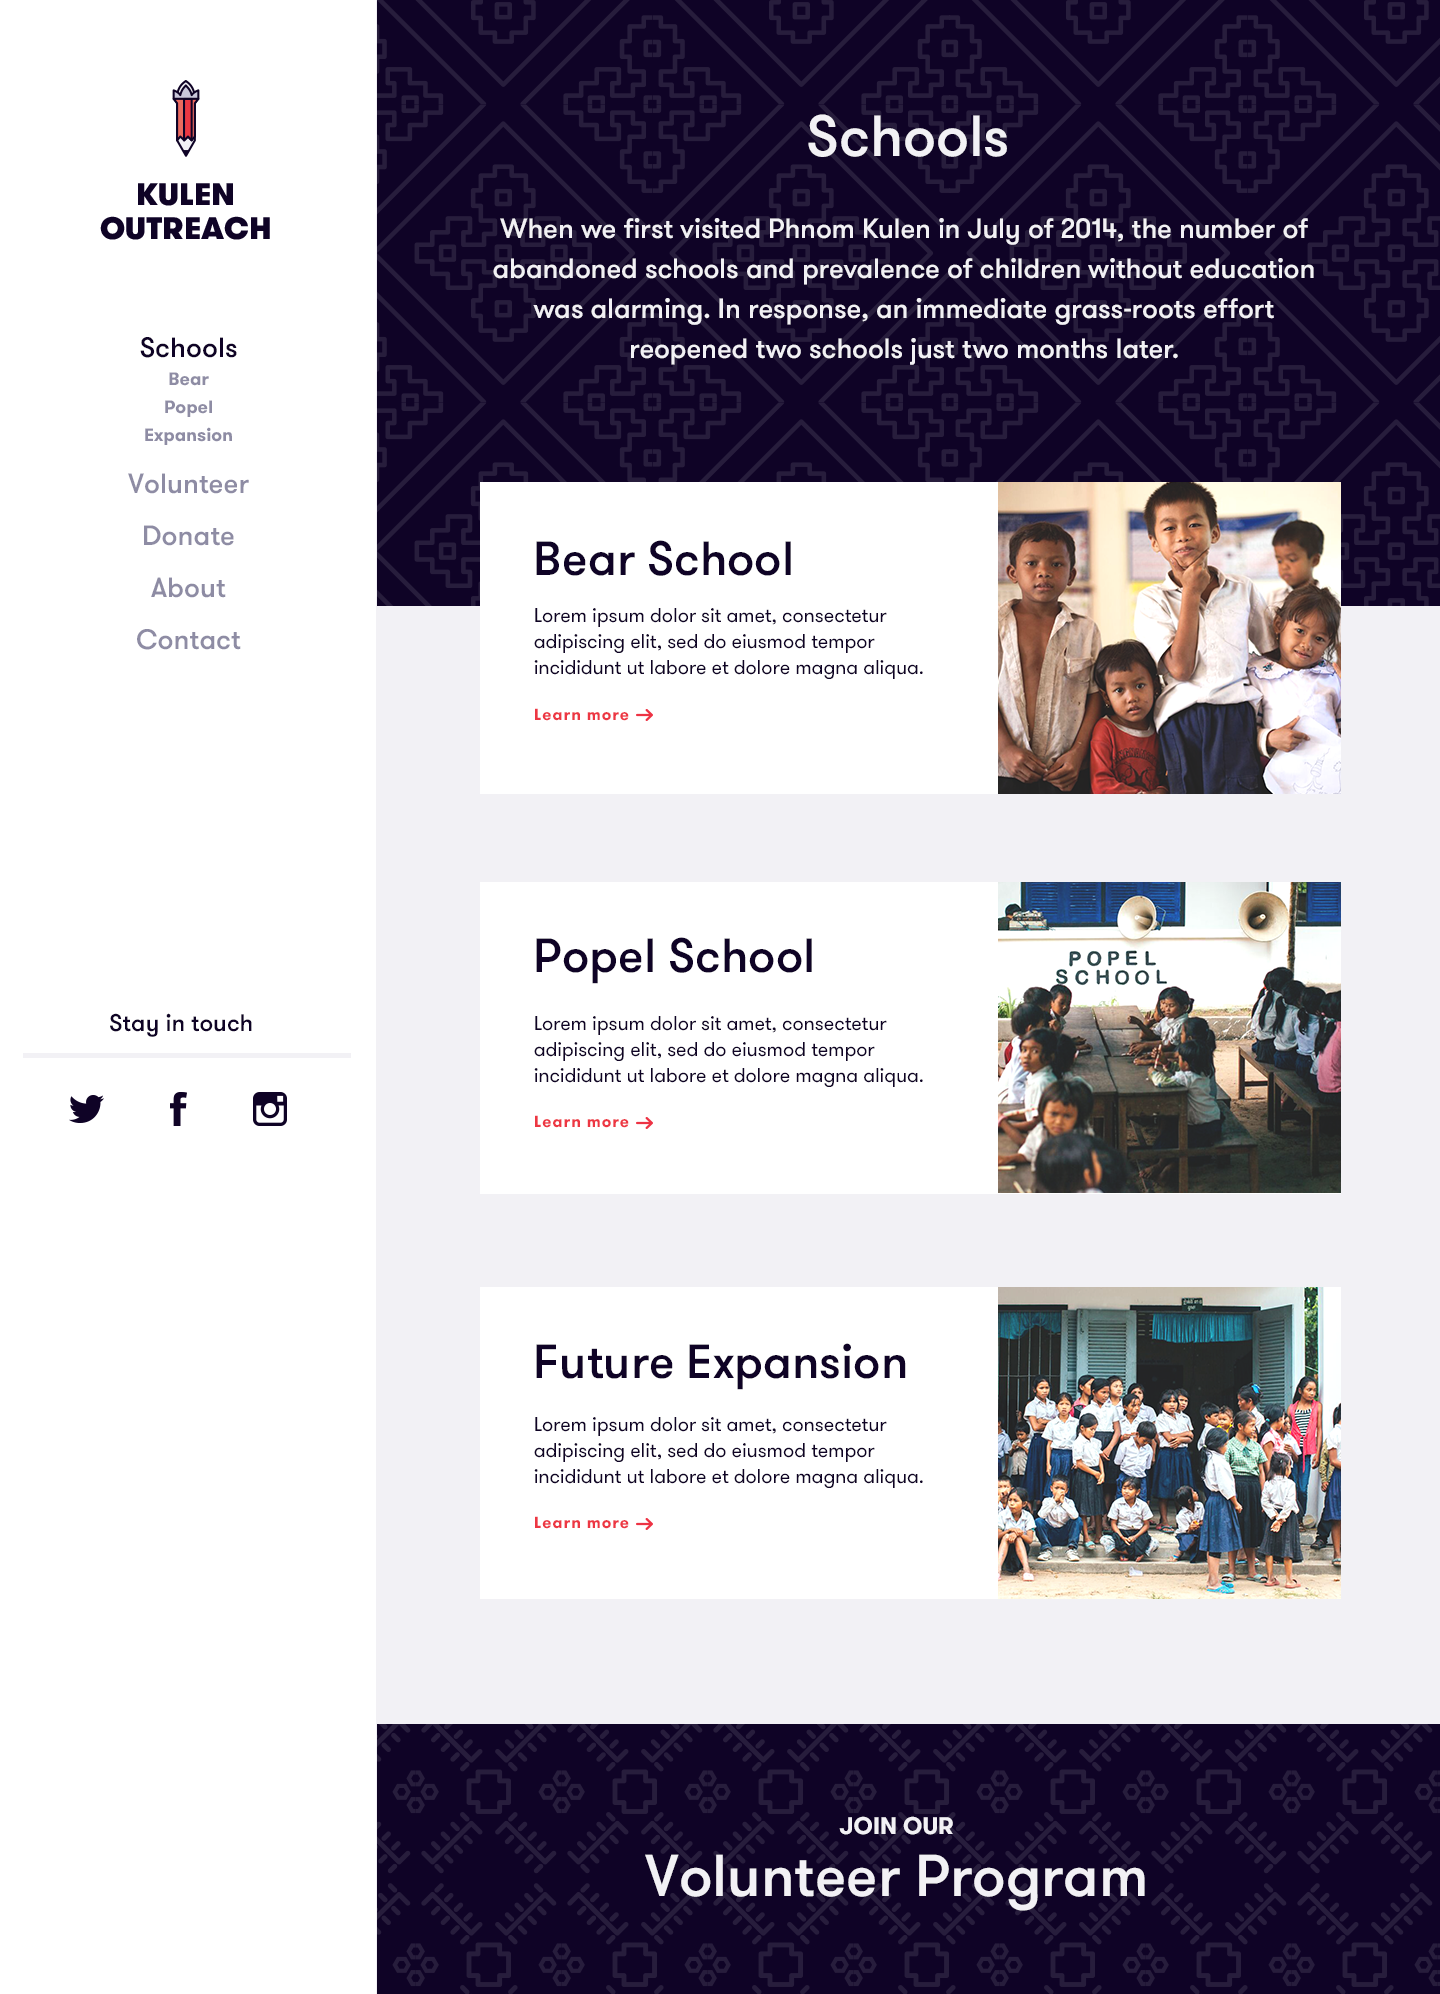 KULEN
OUTREACH
Schools
Bear
Popel
Expansion
Volunteer
Donate
About
Contact
Stay in touch
Schools
When we first visited Phnom Kulen in July of 2014, the number of
abandoned schools and prevalence of children without education
was alarming. In response, an immediate grass-roots effort
reopened two schools just two months later.
Bear School
Lorem ipsum dolor sit amet, consectetur
adipiscing elit, sed do eiusmod tempor
incididunt ut labore et dolore magna aliqua.
Learn more
Popel School
Lorem ipsum dolor sit amet, consectetur
adipiscing elit, sed do eiusmod tempor
incididunt ut labore et dolore magna aliqua.
Learn more
POPEL
SCHOOL
Future Expansion
Lorem ipsum dolor sit amet, consectetur
adipiscing elit, sed do eiusmod tempor
incididunt ut labore et dolore magna aliqua.
Learn more
JOIN OUR
Volunteer Program